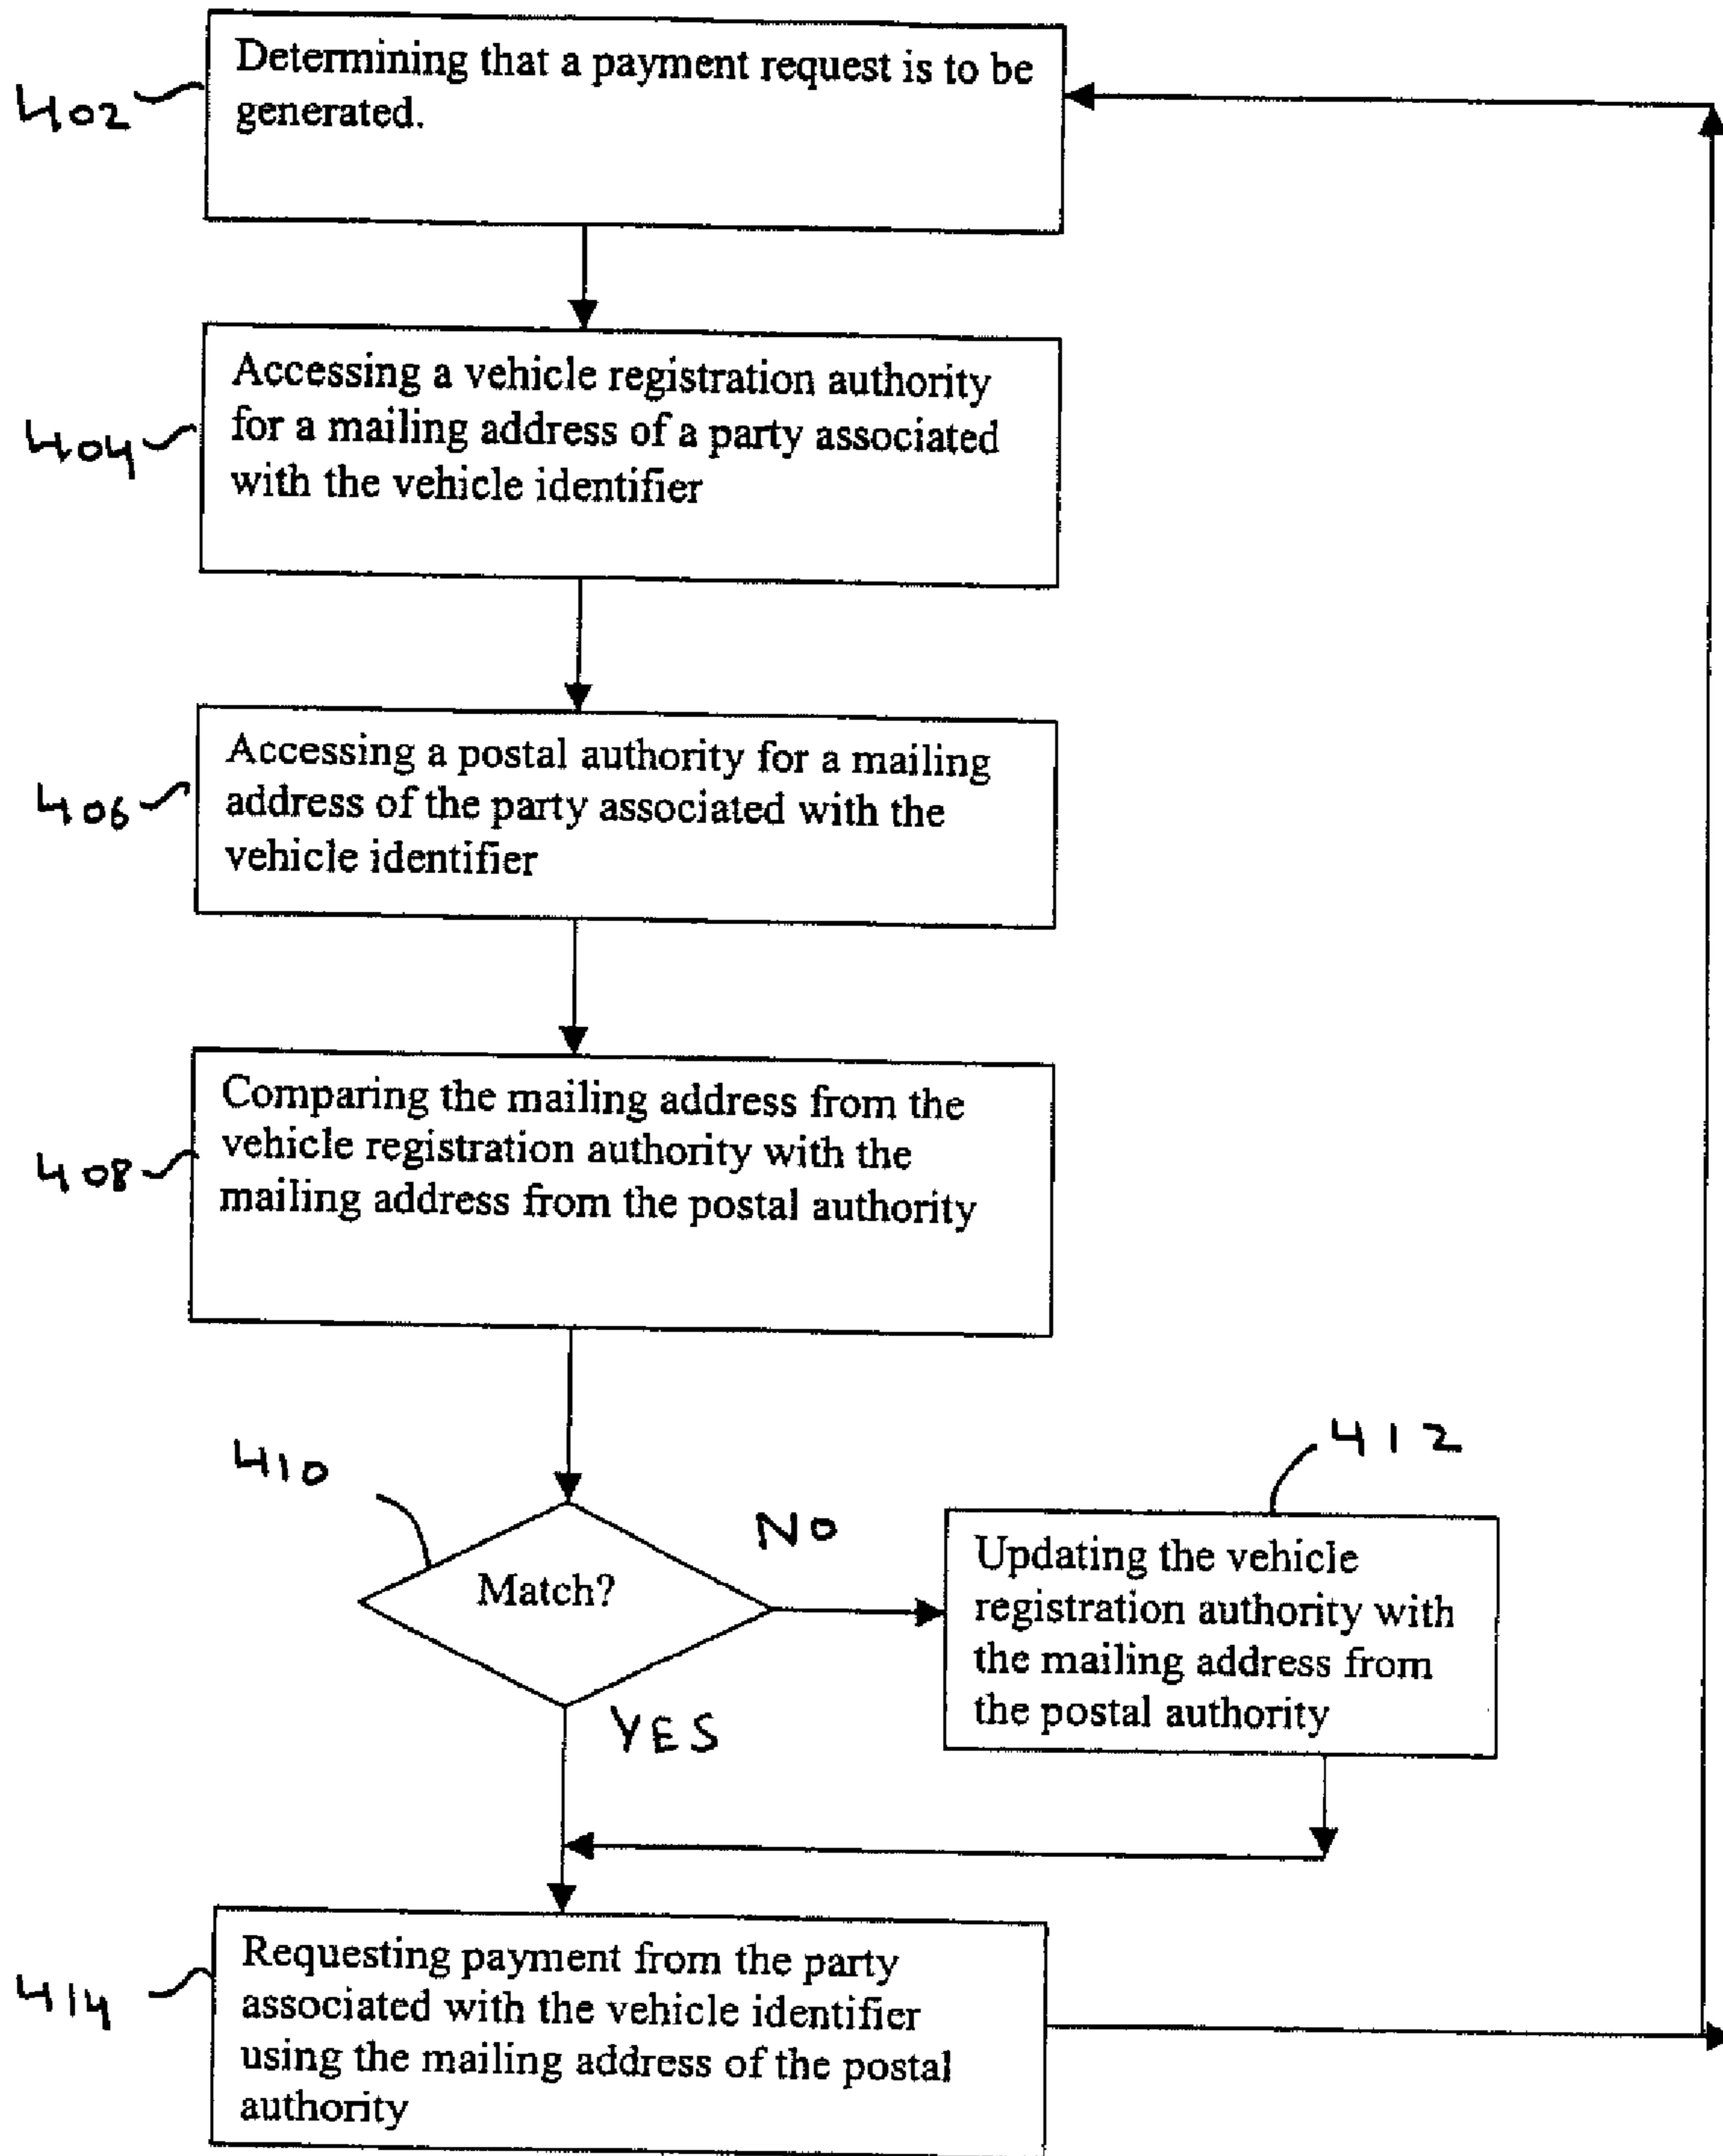 Determining that a payment request is to be
generated.
402
Accessing a vehicle registration authority
for a mailing address of a party associated
with the vehicle identifier
404
Accessing a postal authority for a mailing
address of the party associated with the
vehicle identifier
406
Comparing the mailing address from the
vehicle registration authority with the
mailing address from the postal authority
408
410
Match?
NO
YES
412
Updating the vehicle
registration authority with
the mailing address from
the postal authority
Requesting payment from the party
associated with the vehicle identifier
using the mailing address of the postal
authority
414